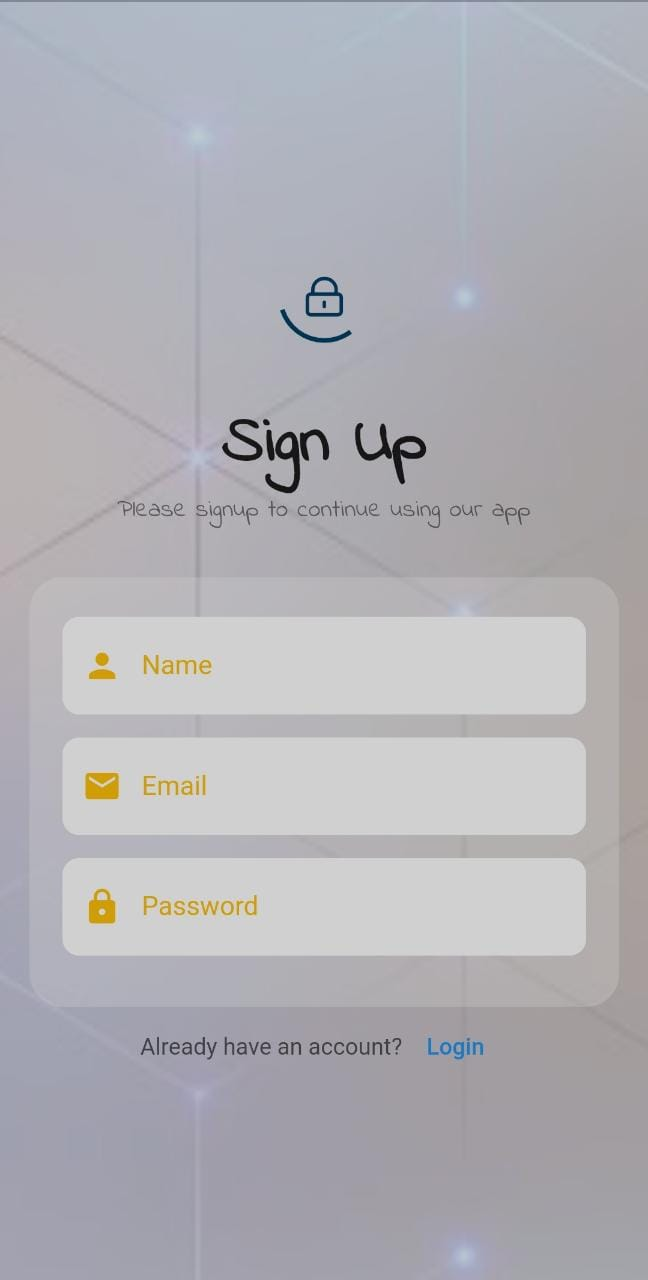 Sign Up
Please signup to continue using our app
Name
Email
Password
Already have an account? Login